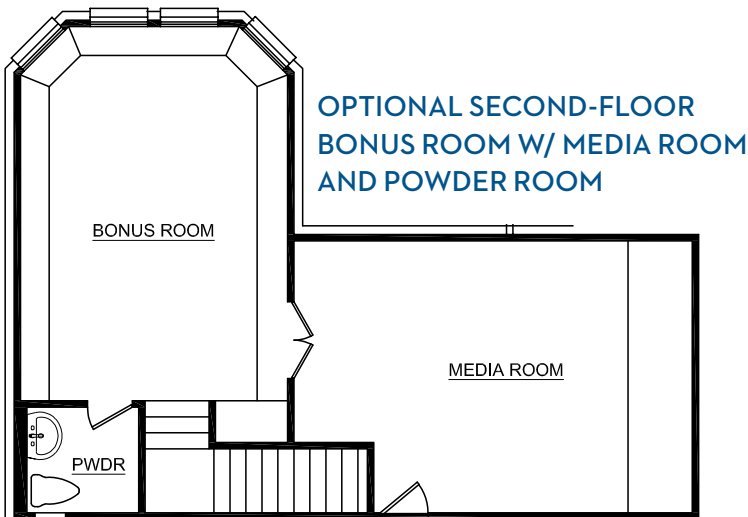 OPTIONAL SECOND-FLOOR
BONUS ROOM W/ MEDIA ROOM
AND POWDER ROOM
BONUS ROOM
MEDIA ROOM
PWDR